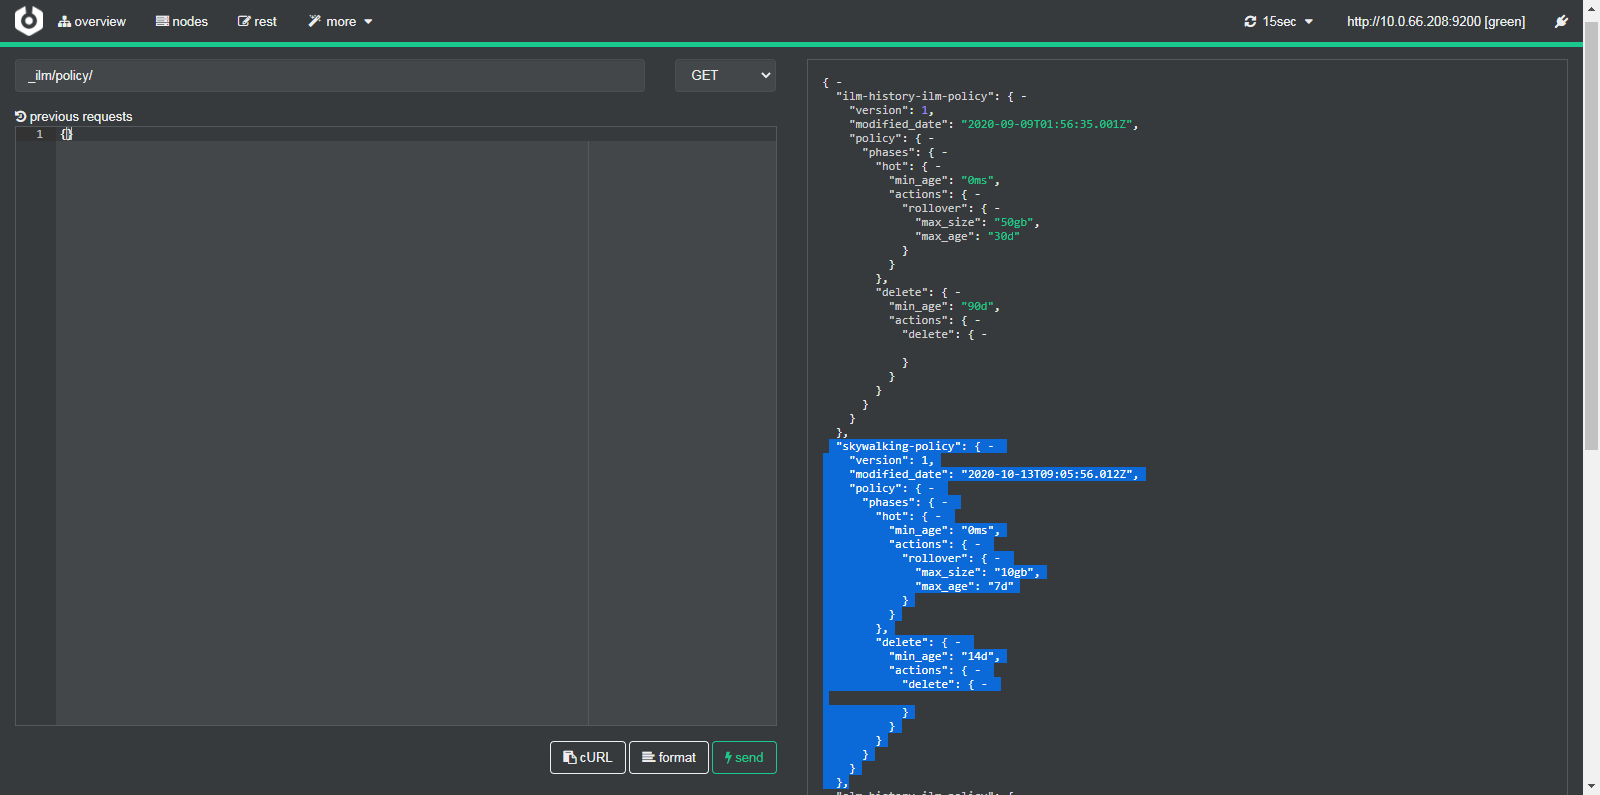 overview nodes rest more 15sec http://10.0.66.208:9200 [green]
_ilm/policy/ GET
previous requests
1 {}
cURL format send
{ -
"ilm-history-ilm-policy": { -
"version": 1,
"modified_date": "2020-09-09T01:56:35.001Z",
"policy": { -
"phases": { -
"hot": { -
"min_age": "0ms",
"actions": { -
"rollover": { -
"max_size": "50gb",
"max_age": "30d"
}
}
},
"delete": { -
"min_age": "90d",
"actions": { -
"delete": { -
}
}
}
}
}
},
"skywalking-policy": { -
"version": 1,
"modified_date": "2020-10-13T09:05:56.012Z",
"policy": { -
"phases": { -
"hot": { -
"min_age": "0ms",
"actions": { -
"rollover": { -
"max_size": "10gb",
"max_age": "7d"
}
}
},
"delete": { -
"min_age": "14d",
"actions": { -
"delete": { -
}
}
}
}
}
},